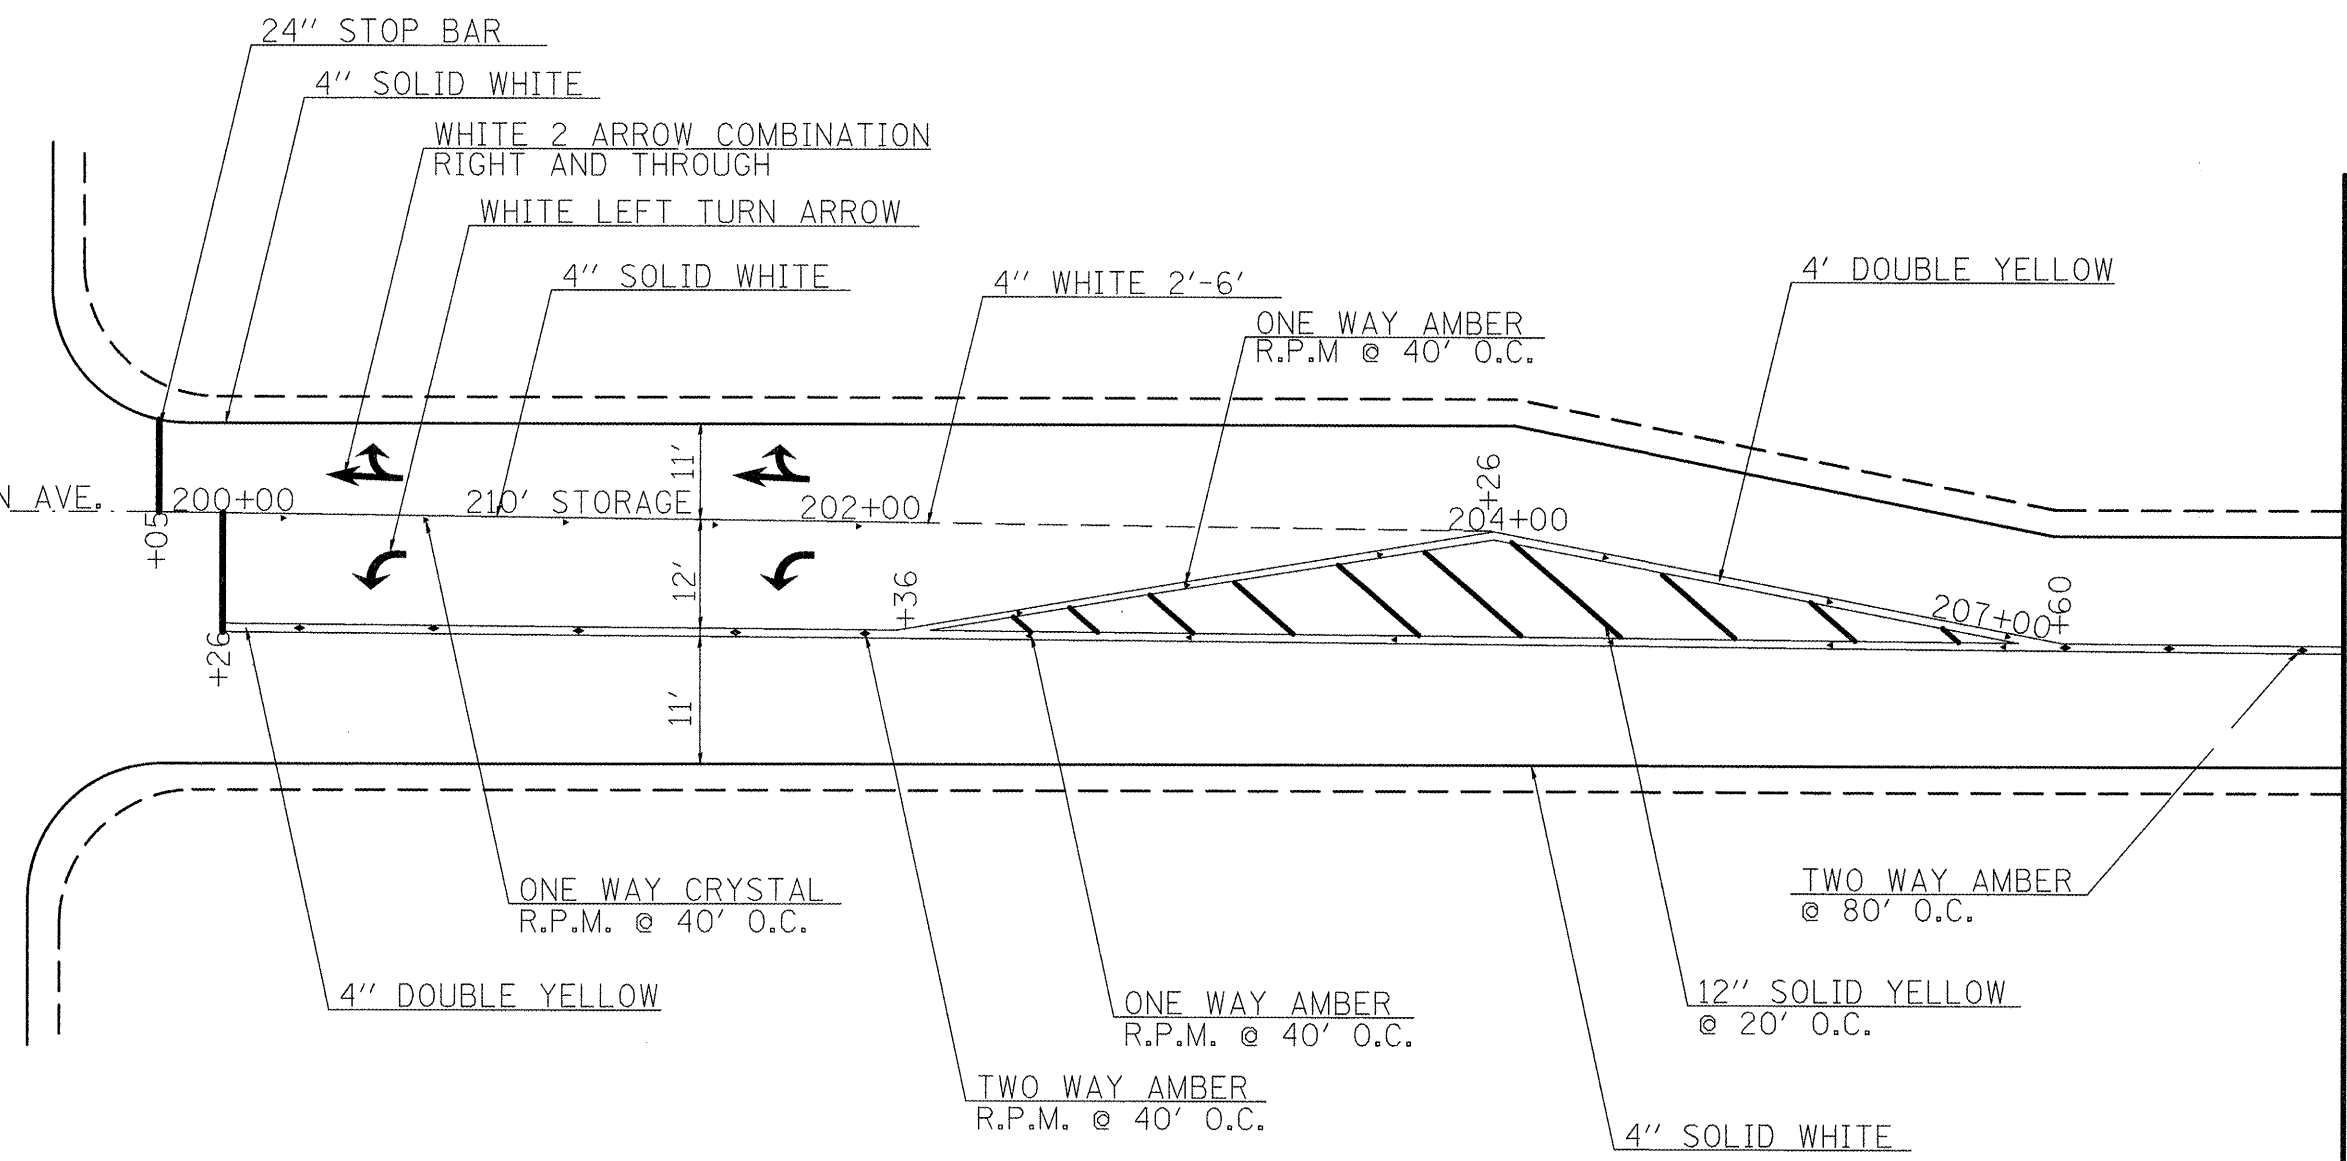 24" STOP BAR
4" SOLID WHITE
WHITE 2 ARROW COMBINATION
RIGHT AND THROUGH
WHITE LEFT TURN ARROW
4" SOLID WHITE
4" WHITE 2'-6'
4' DOUBLE YELLOW
ONE WAY AMBER
R.P.M @ 40' O.C.
11'
+26
N AVE.
200+00
210' STORAGE
202+00
204+00
+05
12'
+36
207+00
+60
+26
11'
ONE WAY CRYSTAL
R.P.M. @ 40' O.C.
TWO WAY AMBER
@ 80' O.C.
4" DOUBLE YELLOW
ONE WAY AMBER
R.P.M. @ 40' O.C.
12" SOLID YELLOW
@ 20' O.C.
TWO WAY AMBER
R.P.M. @ 40' O.C.
4" SOLID WHITE